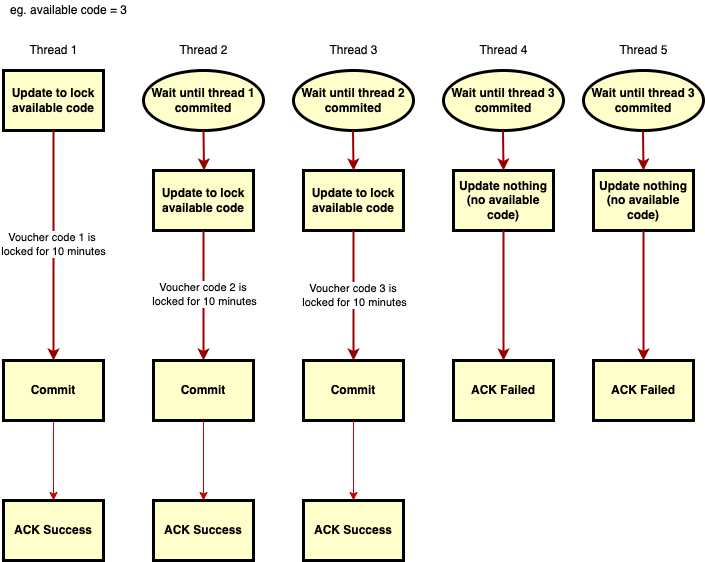 eg. available code = 3
Thread 1
Thread 2
Thread 3
Thread 4
Thread 5
Update to lock
available code
Wait until thread 1
commited
Wait until thread 2
commited
Wait until thread 3
commited
Wait until thread 3
commited
Update to lock
available code
Update to lock
available code
Update nothing
(no available
code)
Update nothing
(no available
code)
Voucher code 1 is
locked for 10 minutes
Voucher code 2 is
locked for 10 minutes
Voucher code 3 is
locked for 10 minutes
Commit
Commit
Commit
ACK Failed
ACK Failed
ACK Success
ACK Success
ACK Success